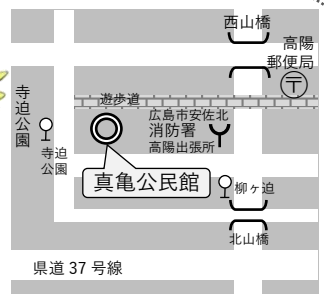 西山橋
高陽
郵便局
〒
遊歩道
寺迫公園
広島市安佐北
消防署
高陽出張所
寺迫
公園
真亀公民館
柳ヶ迫
北山橋
県道 37 号線